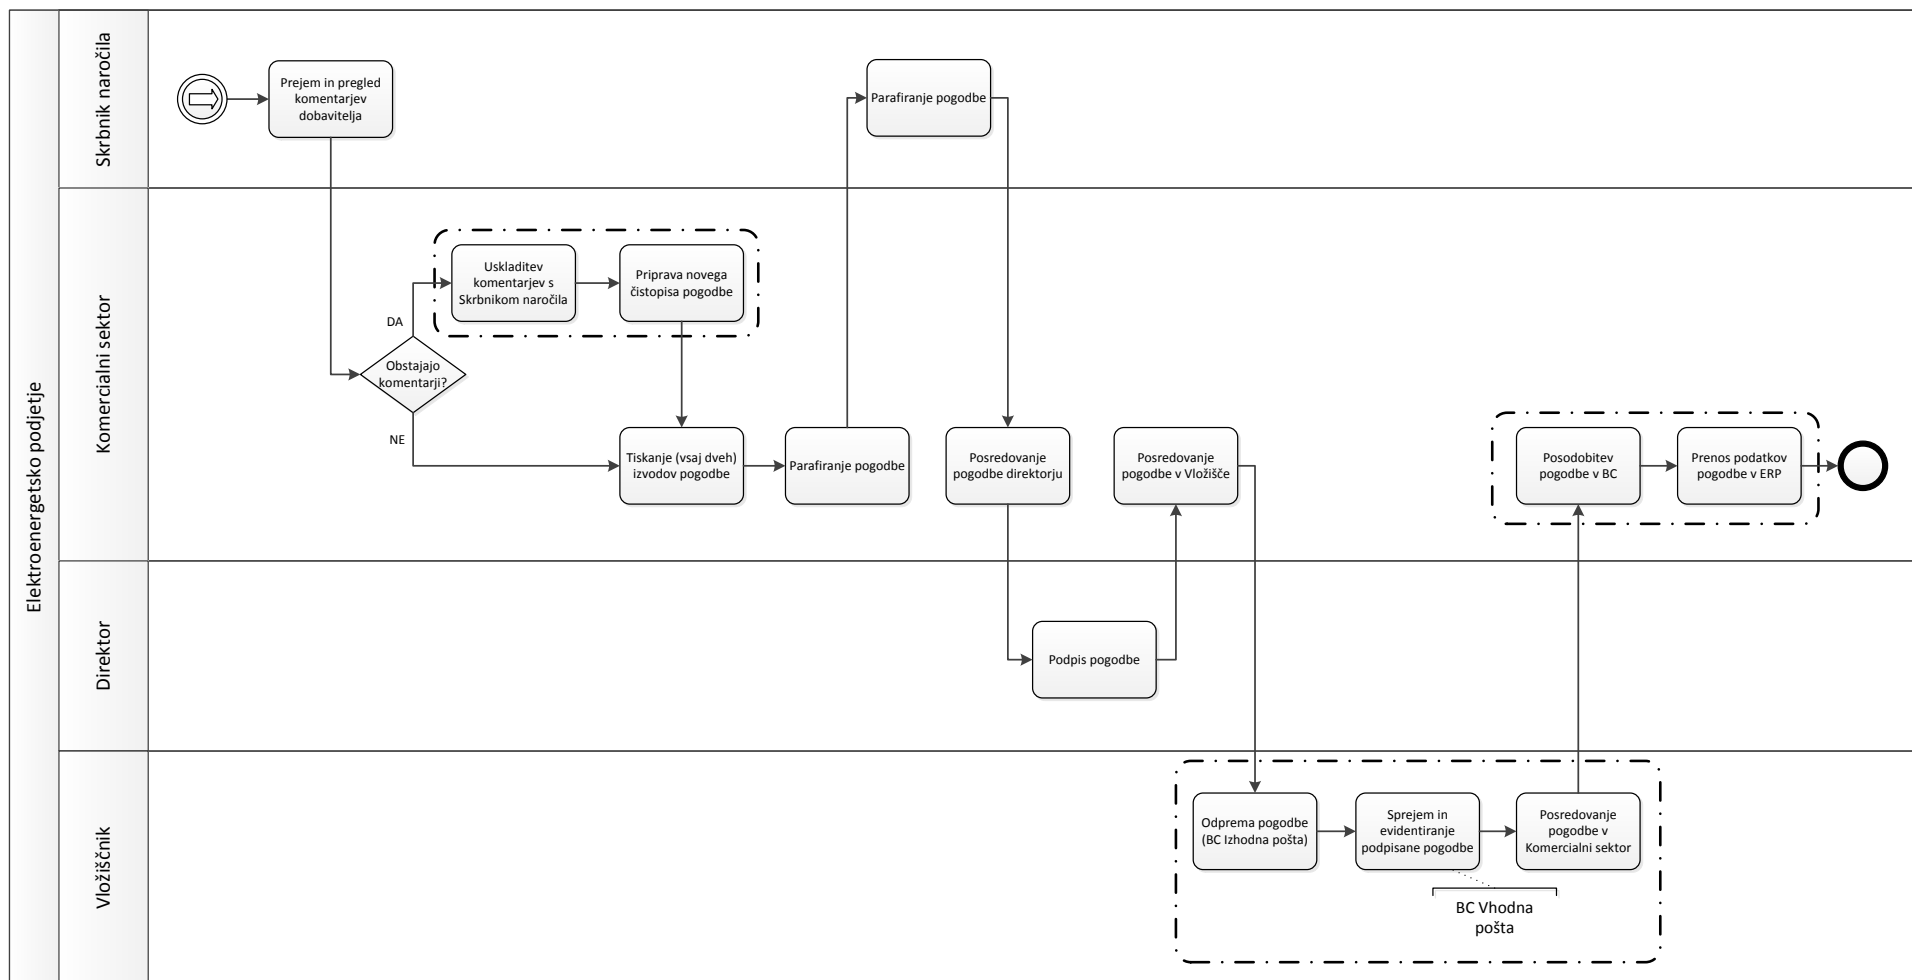 Elektroenergetsko podjetje
Skrbnik naročila
Prejem in pregled
komentarjev
dobavitelja
Parafiranje pogodbe
Komercialni sektor
Obstajajo
komentarji?
DA
NE
Uskladitev
komentarjev s
Skrbnikom naročila
Priprava novega
čistopisa pogodbe
Tiskanje (vsaj dveh)
izvodov pogodbe
Parafiranje pogodbe
Posredovanje
pogodbe direktorju
Posredovanje
pogodbe v Vložišče
Posodobitev
pogodbe v BC
Prenos podatkov
pogodbe v ERP
Direktor
Podpis pogodbe
Vložiščnik
Odprema pogodbe
(BC Izhodna pošta)
Sprejem in
evidentiranje
podpisane pogodbe
Posredovanje
pogodbe v
Komercialni sektor
BC Vhodna
pošta